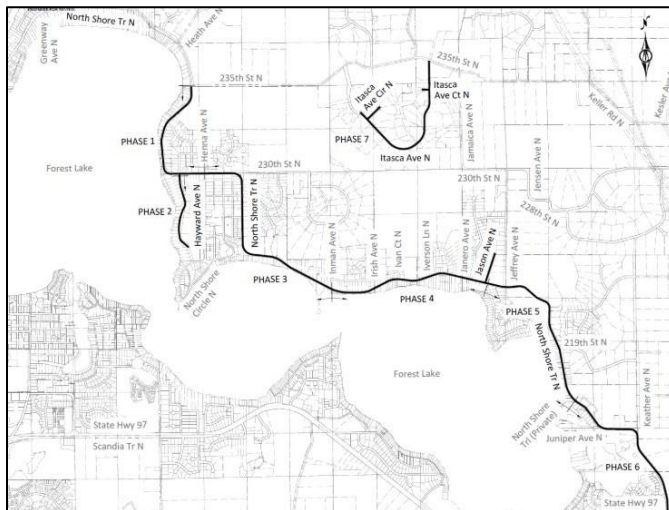 North Shore Tr N
Greenway
Ave N
Heath Ave N
N
235th St N
235th St N
Itasca
Ave Cir N
Itasca
Ave Ct N
Keller Rd N
Kesler Ave N
PHASE 1
Henna Ave N
PHASE 7
Jamaica Ave N
Itasca Ave N
Forest Lake
230th St N
230th St N
Jensen Ave N
PHASE 2
Hayward Ave N
North Shore Tr N
228th St N
Inman Ave N
Irish Ave N
Ivan Ct N
Iverson Ln N
Janero Ave N
Jason Ave N
Jeffrey Ave N
North Shore
Circle N
PHASE 3
PHASE 4
PHASE 5
219th St N
North Shore Tr N
Forest Lake
Keather Ave N
State Hwy 97
Scandia Tr N
North Shore
Trl (Private)
Juniper Ave N
PHASE 6
State Hwy 97